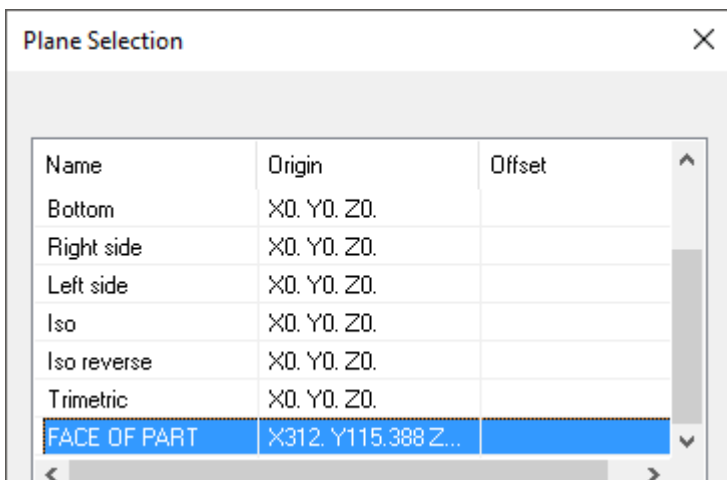 Plane Selection
Name Origin Offset
Bottom X0. Y0. Z0.
Right side X0. Y0. Z0.
Left side X0. Y0. Z0.
Iso X0. Y0. Z0.
Iso reverse X0. Y0. Z0.
Trimetric X0. Y0. Z0.
FACE OF PART X312. Y115.388 Z...